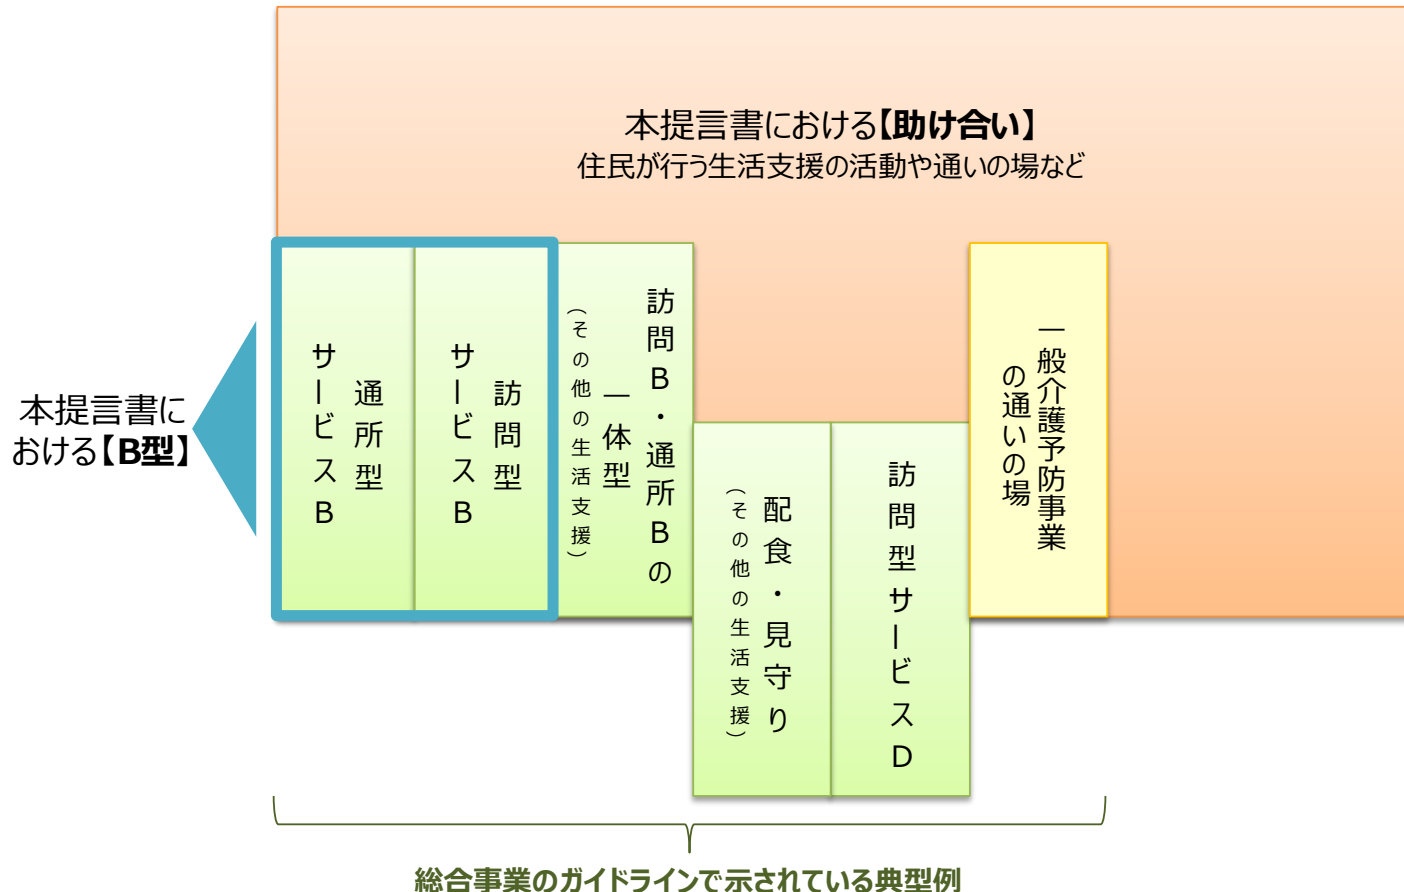 本提言書における【助け合い】
住民が行う生活支援の活動や通いの場など
本提言書に
おける【B型】
通所型
サービスB
訪問型
サービスB
訪問B・通所Bの
一体型
（その他の生活支援）
配食・見守り
（その他の生活支援）
訪問型サービスD
一般介護予防事業
の通いの場
総合事業のガイドラインで示されている典型例